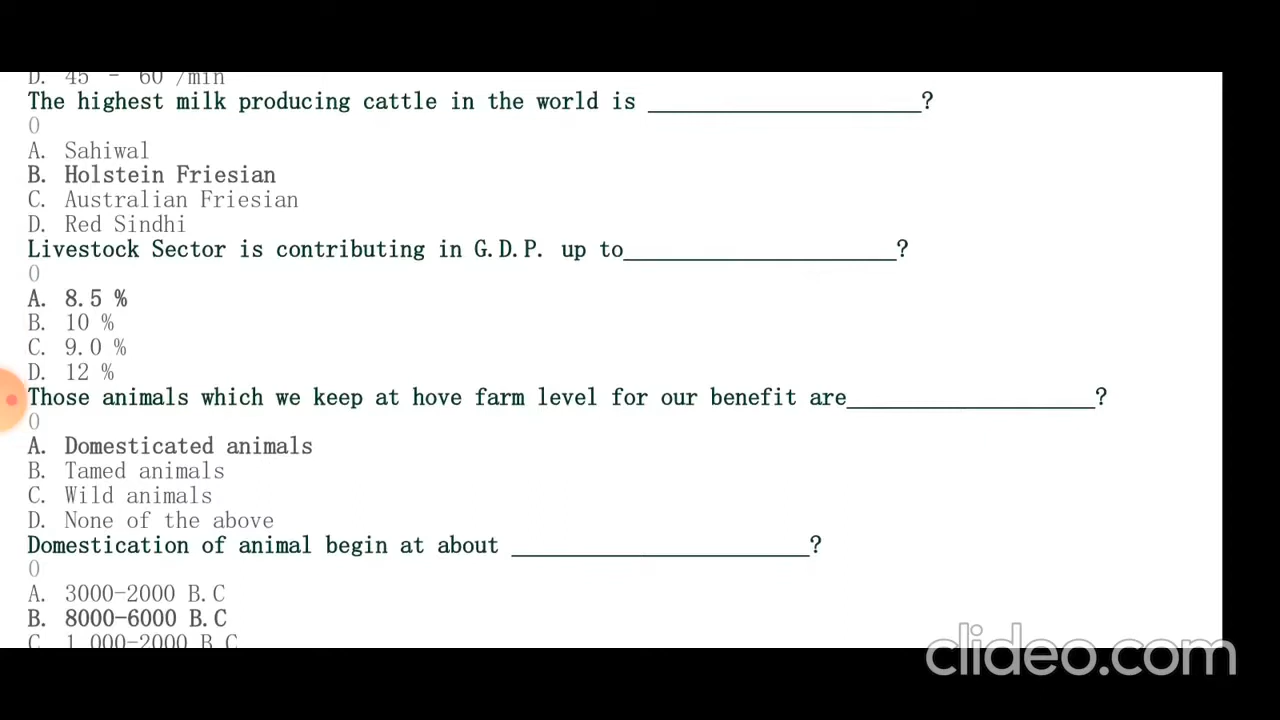 D. 45 - 60 /min
The highest milk producing cattle in the world is ______________________?
0
A. Sahiwal
B. Holstein Friesian
C. Australian Friesian
D. Red Sindhi
Livestock Sector is contributing in G.D.P. up to______________________?
0
A. 8.5 %
B. 10 %
C. 9.0 %
D. 12 %
Those animals which we keep at hove farm level for our benefit are____________________?
0
A. Domesticated animals
B. Tamed animals
C. Wild animals
D. None of the above
Domestication of animal begin at about ________________________?
0
A. 3000-2000 B.C
B. 8000-6000 B.C
C. 1,000-2000 B.C
clideo.com